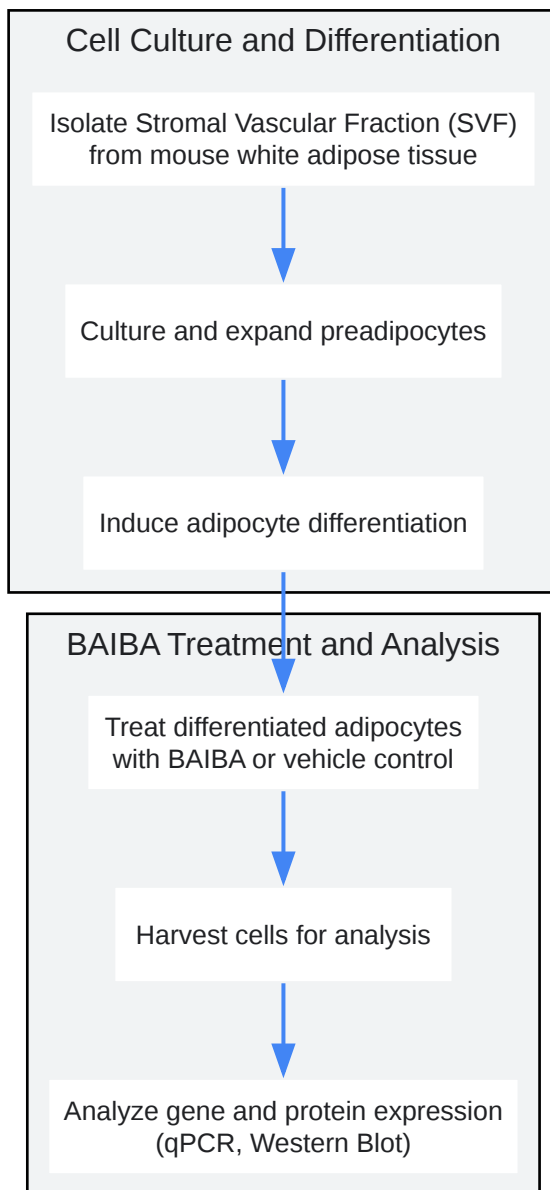 Cell Culture and Differentiation
Isolate Stromal Vascular Fraction (SVF)
from mouse white adipose tissue
Culture and expand preadipocytes
Induce adipocyte differentiation
BAIBA Treatment and Analysis
Treat differentiated adipocytes
with BAIBA or vehicle control
Harvest cells for analysis
Analyze gene and protein expression
(qPCR, Western Blot)